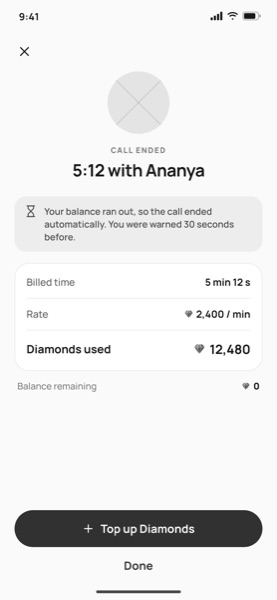 9:41
CALL ENDED
5:12 with Ananya
Your balance ran out, so the call ended
automatically. You were warned 30 seconds
before.
Billed time 5 min 12 s
Rate 2,400 / min
Diamonds used 12,480
Balance remaining 0
+ Top up Diamonds
Done